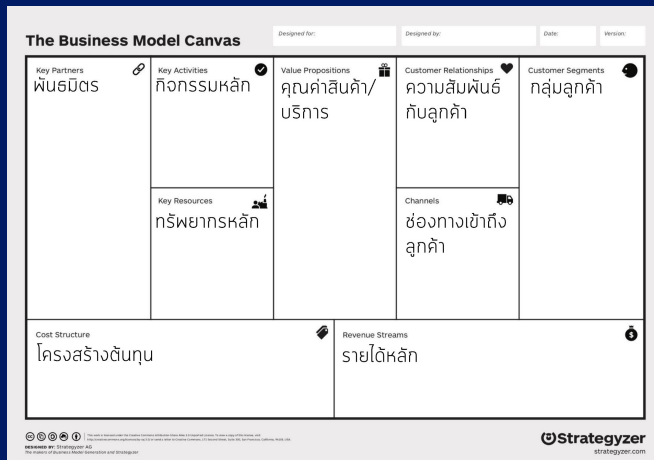 The Business Model Canvas
Designed for:
Designed by:
Date:
Version:
Key Partners
พันธมิตร
Key Activities
กิจกรรมหลัก
Value Propositions
คุณค่าสินค้า/
บริการ
Customer Relationships
ความสัมพันธ์
กับลูกค้า
Customer Segments
กลุ่มลูกค้า
Key Resources
ทรัพยากรหลัก
Channels
ช่องทางเข้าถึง
ลูกค้า
Cost Structure
โครงสร้างต้นทุน
Revenue Streams
รายได้หลัก
DESIGNED BY: Strategyzer AG
The makers of Business Model Generation and Strategyzer
Strategyzer
strategyzer.com